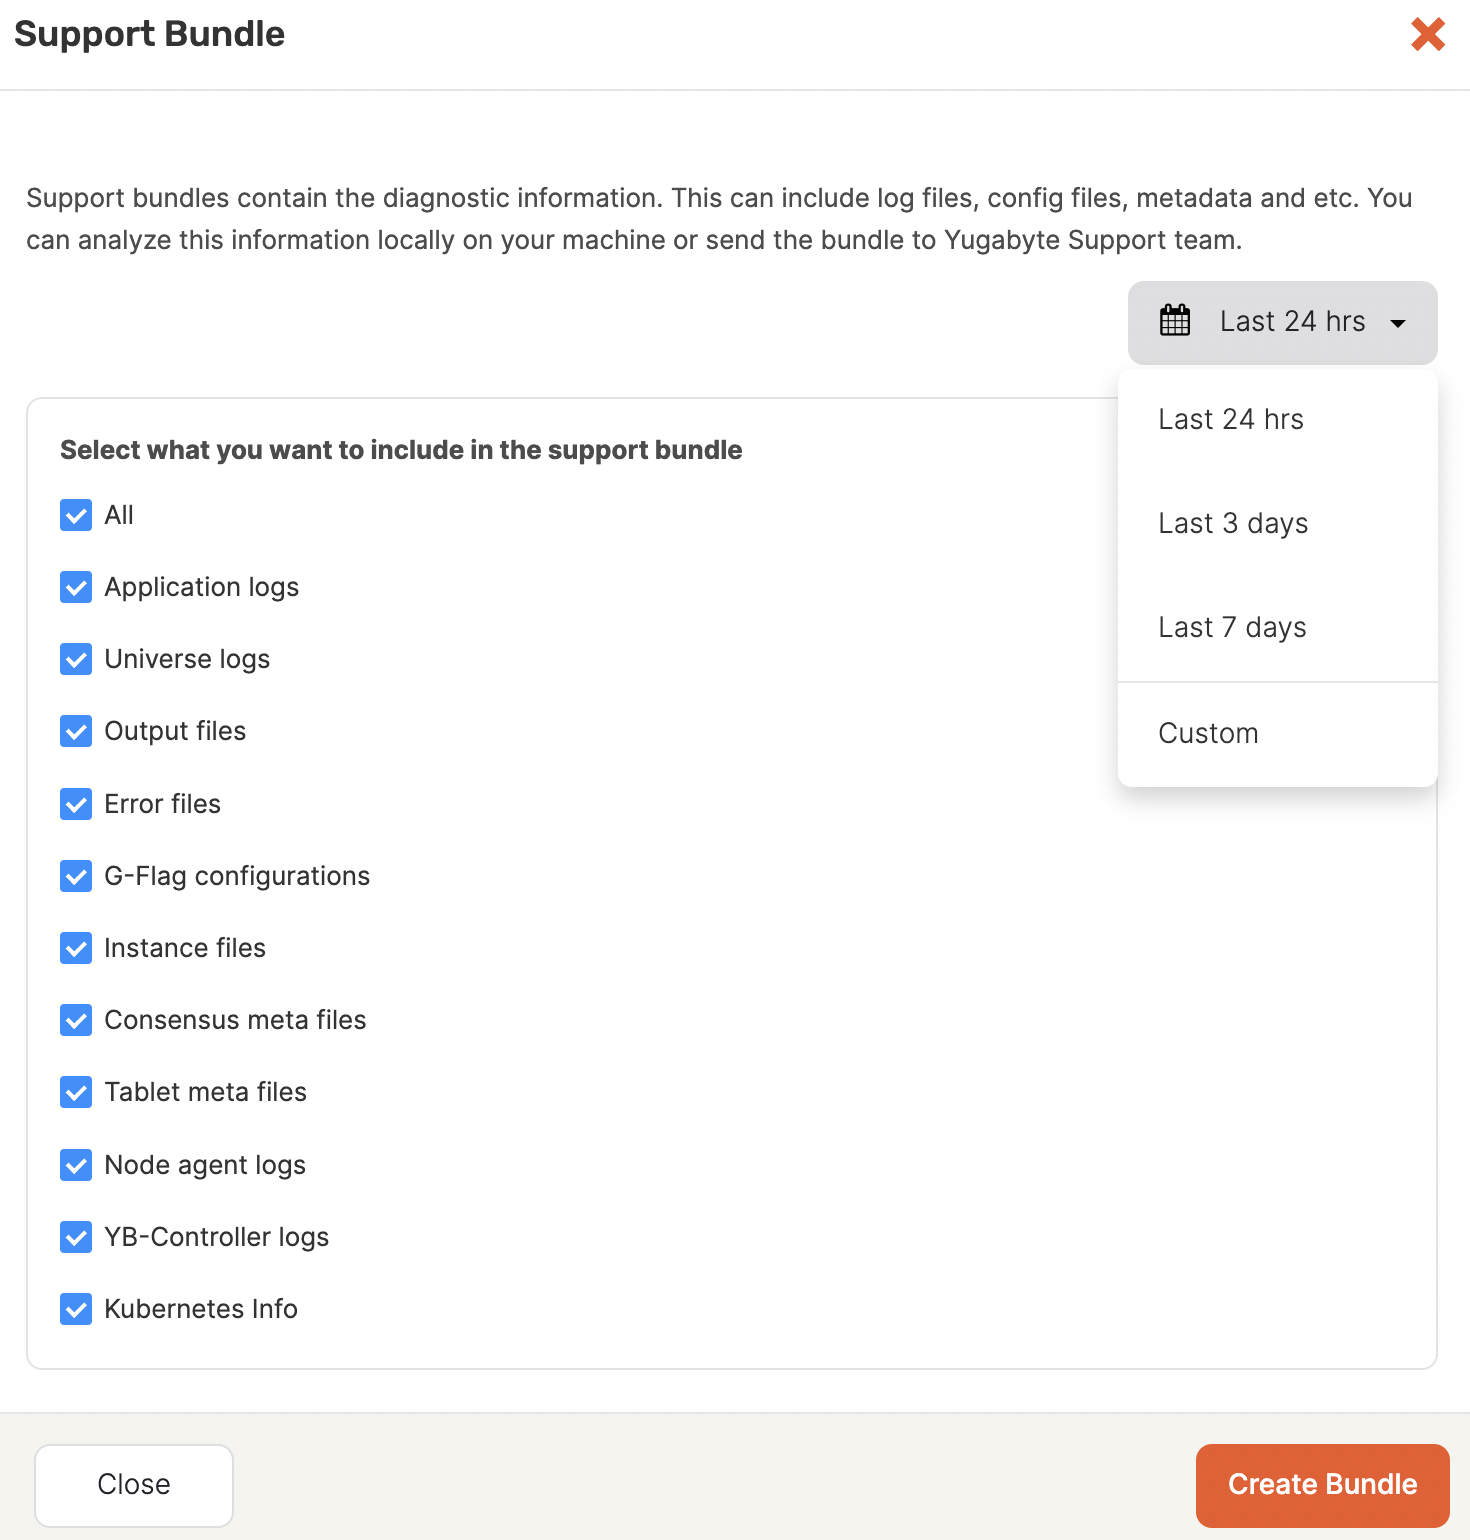 Support Bundle
Support bundles contain the diagnostic information. This can include log files, config files, metadata and etc. You
can analyze this information locally on your machine or send the bundle to Yugabyte Support team.
Last 24 hrs
Last 24 hrs
Last 3 days
Last 7 days
Custom
Select what you want to include in the support bundle
All
Application logs
Universe logs
Output files
Error files
G-Flag configurations
Instance files
Consensus meta files
Tablet meta files
Node agent logs
YB-Controller logs
Kubernetes Info
Close
Create Bundle